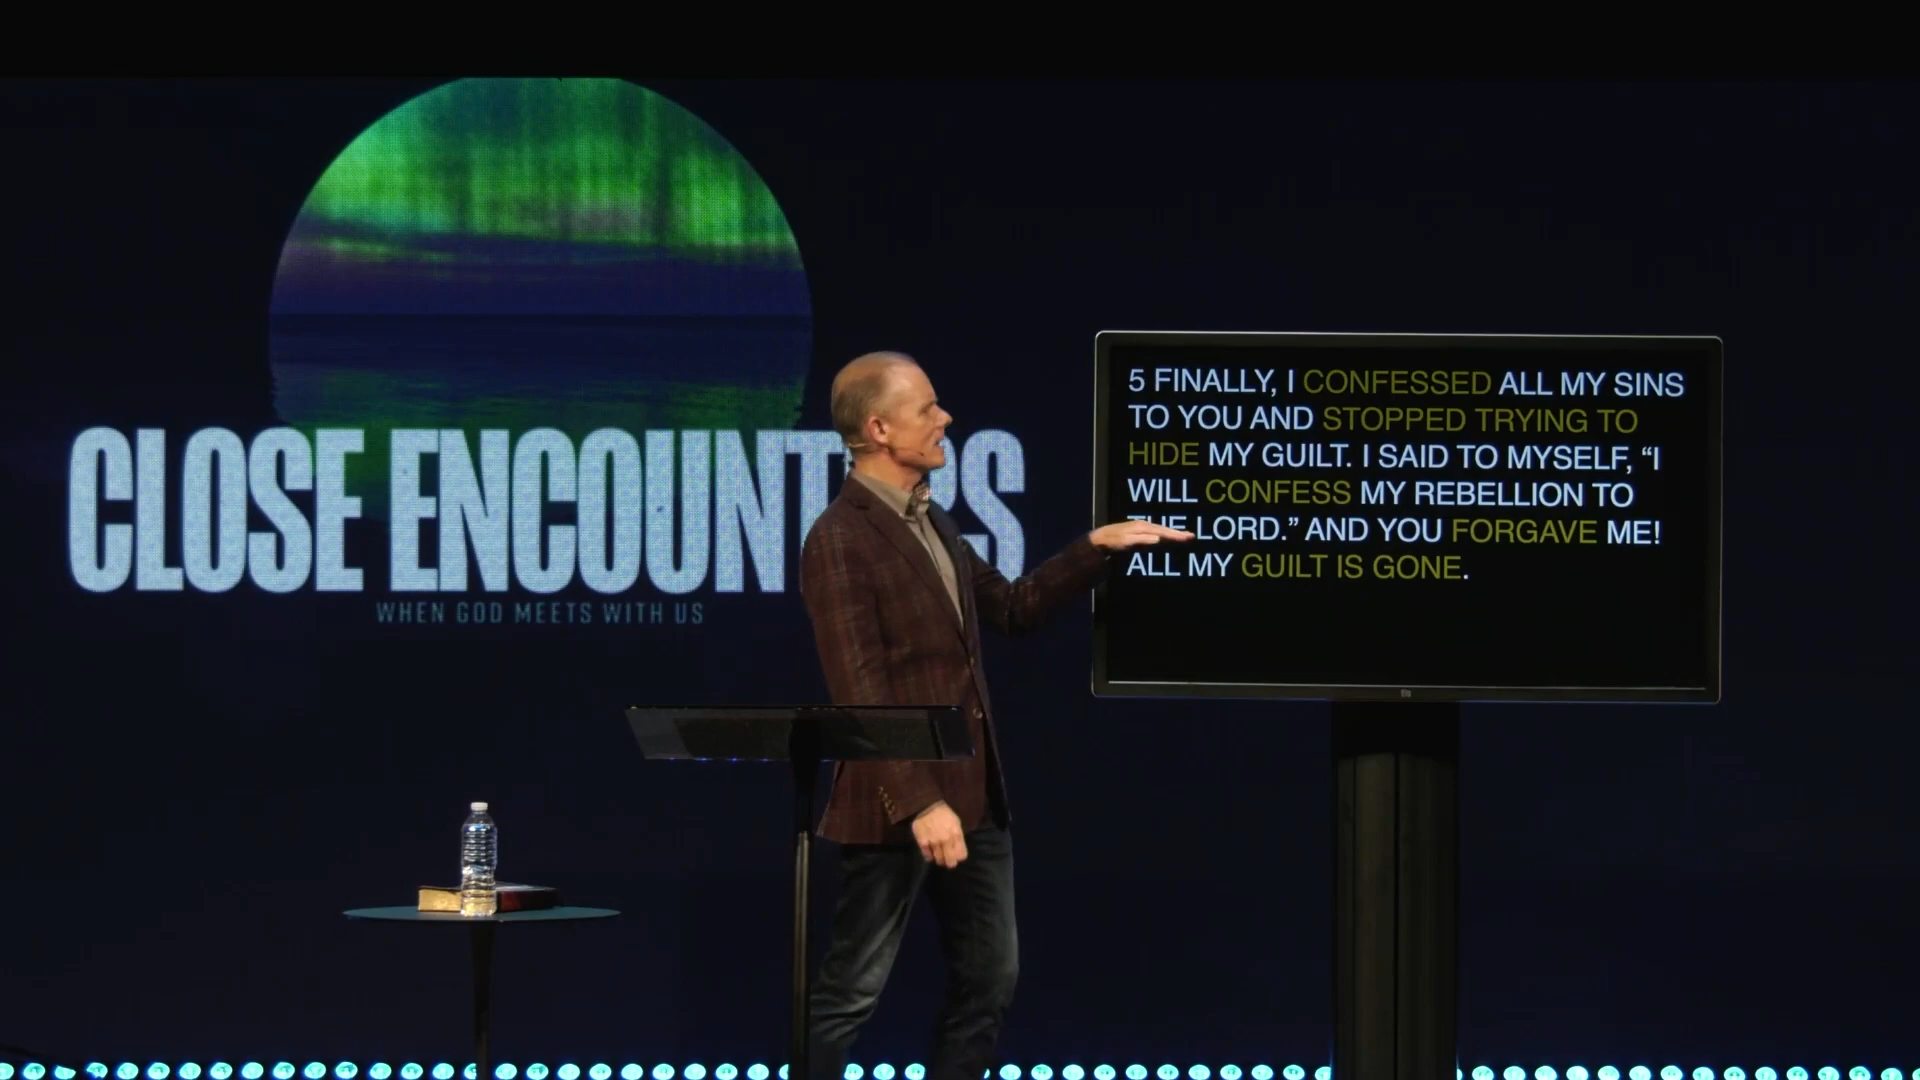 CLOSE ENCOUNTERS
WHEN GOD MEETS WITH US
5 FINALLY, I CONFESSED ALL MY SINS
TO YOU AND STOPPED TRYING TO
HIDE MY GUILT. I SAID TO MYSELF, “I
WILL CONFESS MY REBELLION TO
THE LORD.” AND YOU FORGAVE ME!
ALL MY GUILT IS GONE.